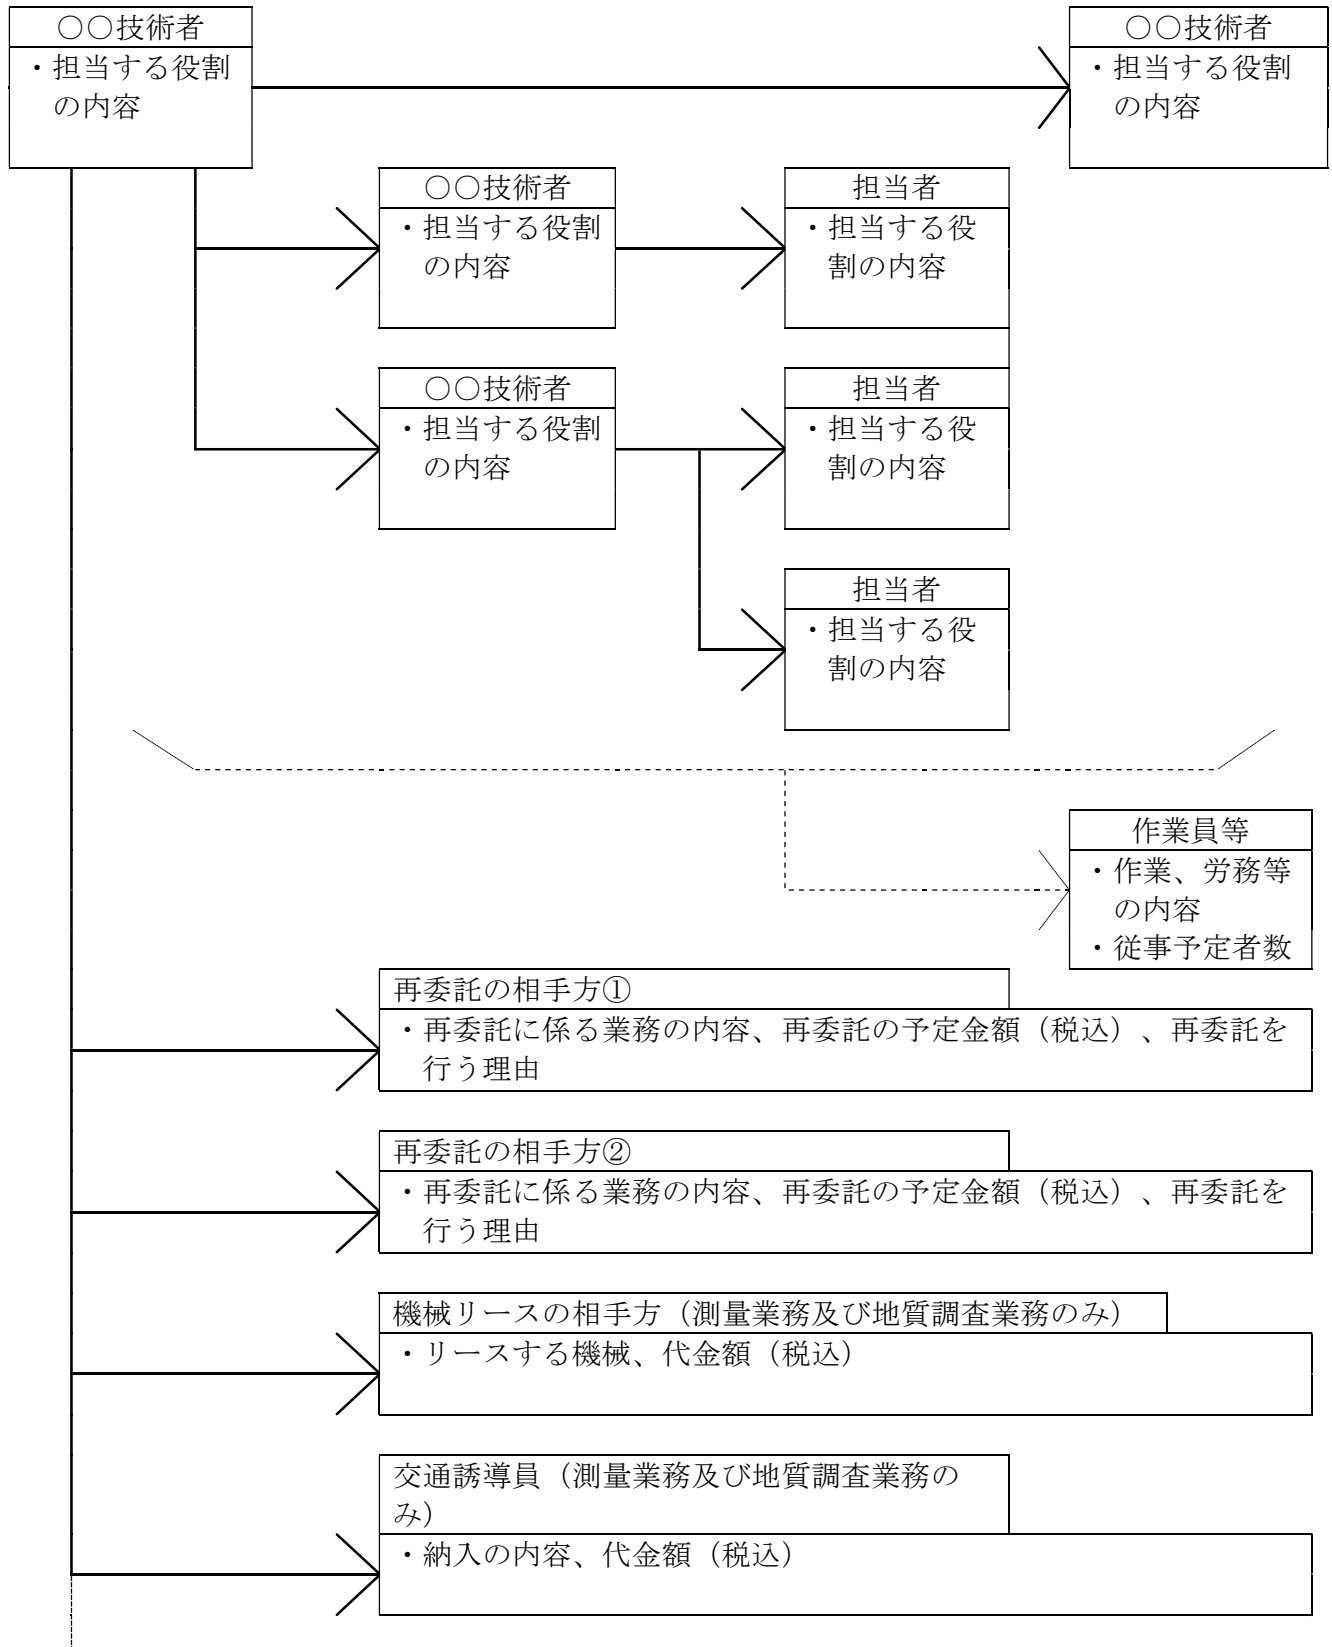 ○○技術者
・担当する役割
の内容
○○技術者
・担当する役割
の内容
○○技術者
・担当する役割
の内容
担当者
・担当する役
割の内容
○○技術者
・担当する役割
の内容
担当者
・担当する役
割の内容
担当者
・担当する役
割の内容
作業員等
・作業、労務等
の内容
・従事予定者数
再委託の相手方①
・再委託に係る業務の内容、再委託の予定金額（税込）、再委託を
行う理由
再委託の相手方②
・再委託に係る業務の内容、再委託の予定金額（税込）、再委託を
行う理由
機械リースの相手方（測量業務及び地質調査業務のみ）
・リースする機械、代金額（税込）
交通誘導員（測量業務及び地質調査業務の
み）
・納入の内容、代金額（税込）